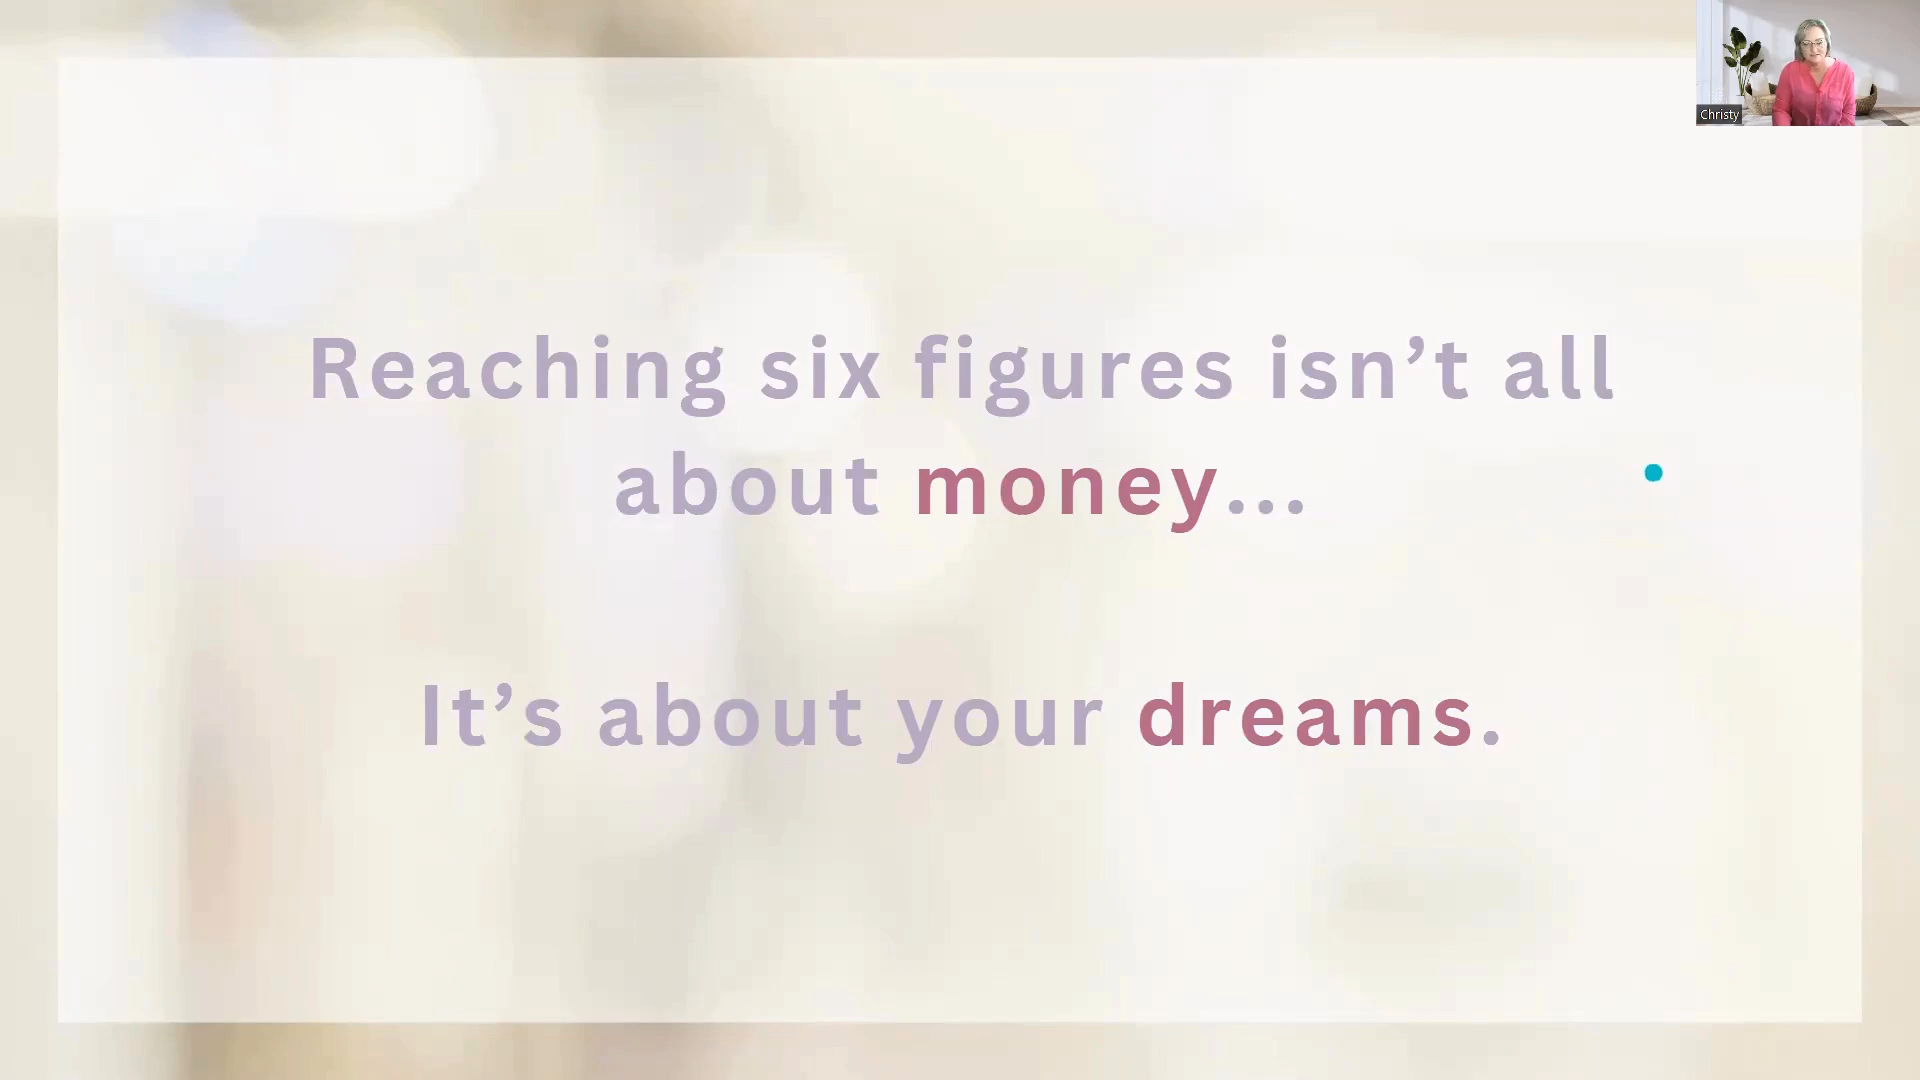 Christy
Reaching six figures isn’t all
about money...
It’s about your dreams.